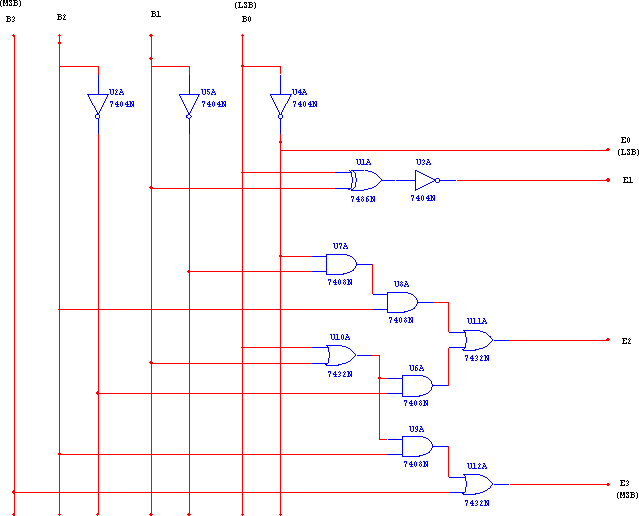 (MSB)
B3
B2
B1
(LSB)
B0
U2A
7404N
U5A
7404N
U4A
7404N
E0
(LSB)
U1A
7486N
U3A
7404N
E1
U7A
7408N
U8A
7408N
U11A
7432N
E2
U10A
7432N
U6A
7408N
U9A
7408N
U12A
7432N
E3
(MSB)